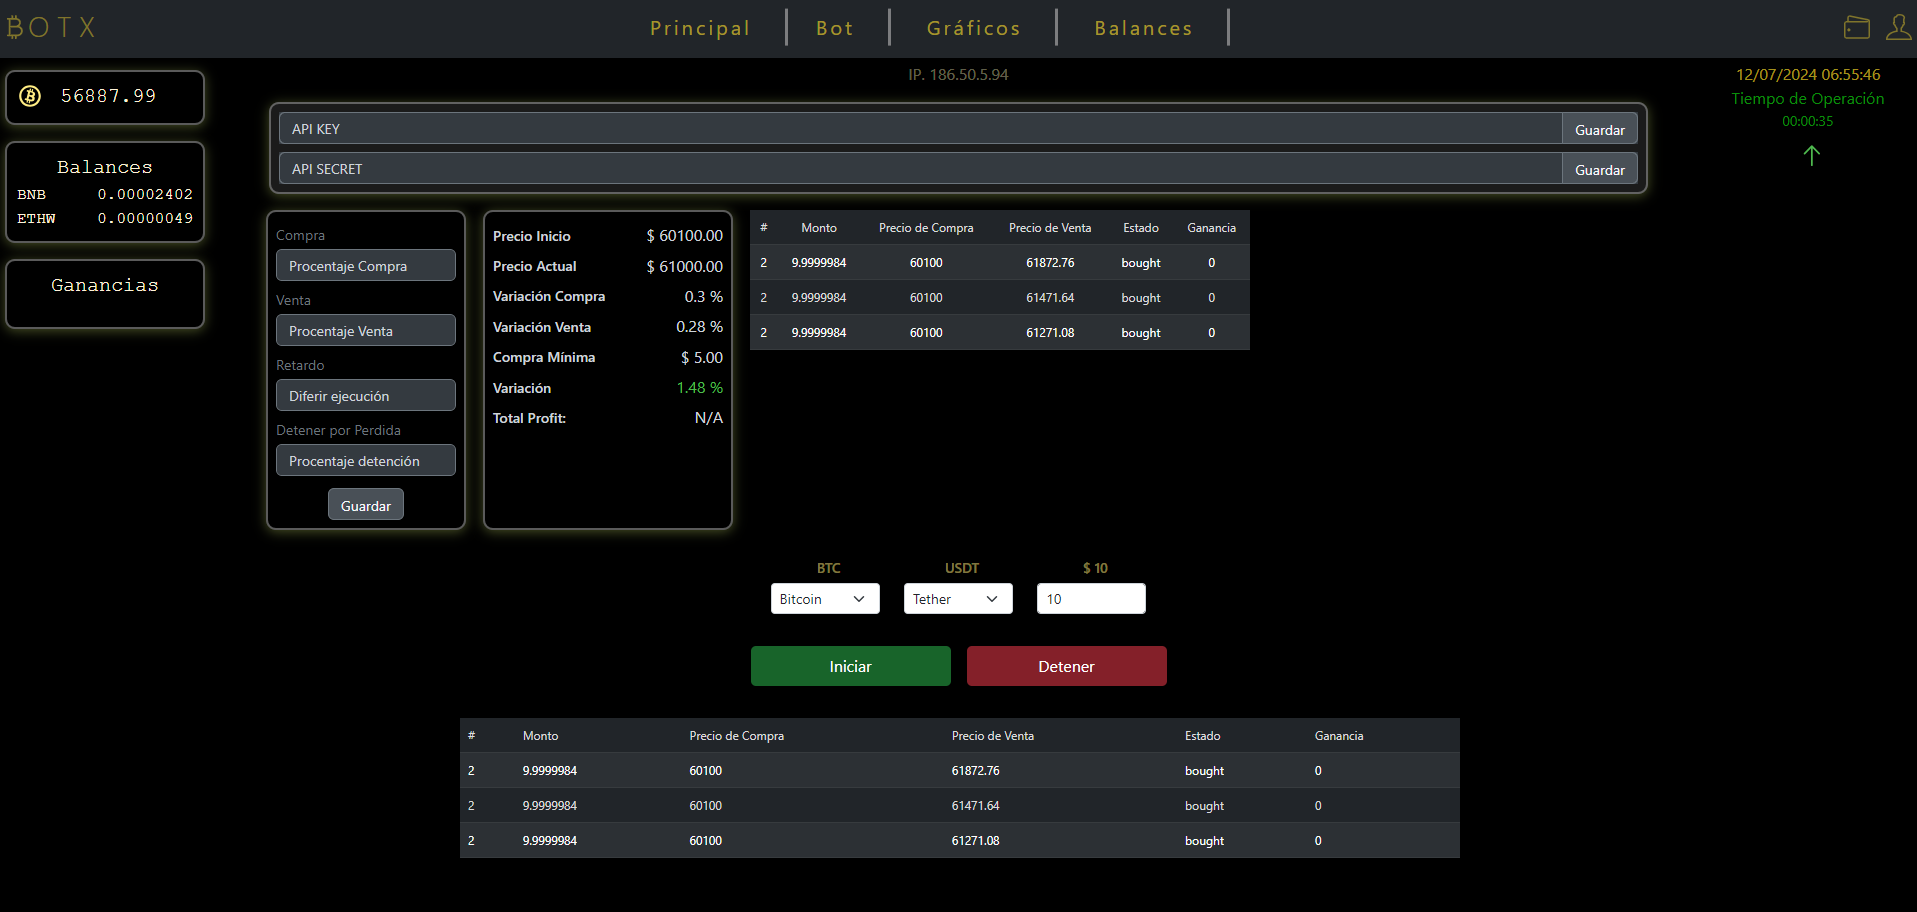 ₿OTX
Principal
Bot
Gráficos
Balances
IP. 186.50.5.94
12/07/2024 06:55:46
Tiempo de Operación
00:00:35
56887.99
Balances
BNB 0.00002402
ETHW 0.00000049
Ganancias
API KEY Guardar
API SECRET Guardar
Compra
Procentaje Compra
Venta
Procentaje Venta
Retardo
Diferir ejecución
Detener por Perdida
Procentaje detención
Guardar
Precio Inicio $ 60100.00
Precio Actual $ 61000.00
Variación Compra 0.3 %
Variación Venta 0.28 %
Compra Mínima $ 5.00
Variación 1.48 %
Total Profit: N/A
# Monto Precio de Compra Precio de Venta Estado Ganancia
2 9.9999984 60100 61872.76 bought 0
2 9.9999984 60100 61471.64 bought 0
2 9.9999984 60100 61271.08 bought 0
BTC USDT $ 10
Bitcoin Tether 10
Iniciar Detener
# Monto Precio de Compra Precio de Venta Estado Ganancia
2 9.9999984 60100 61872.76 bought 0
2 9.9999984 60100 61471.64 bought 0
2 9.9999984 60100 61271.08 bought 0